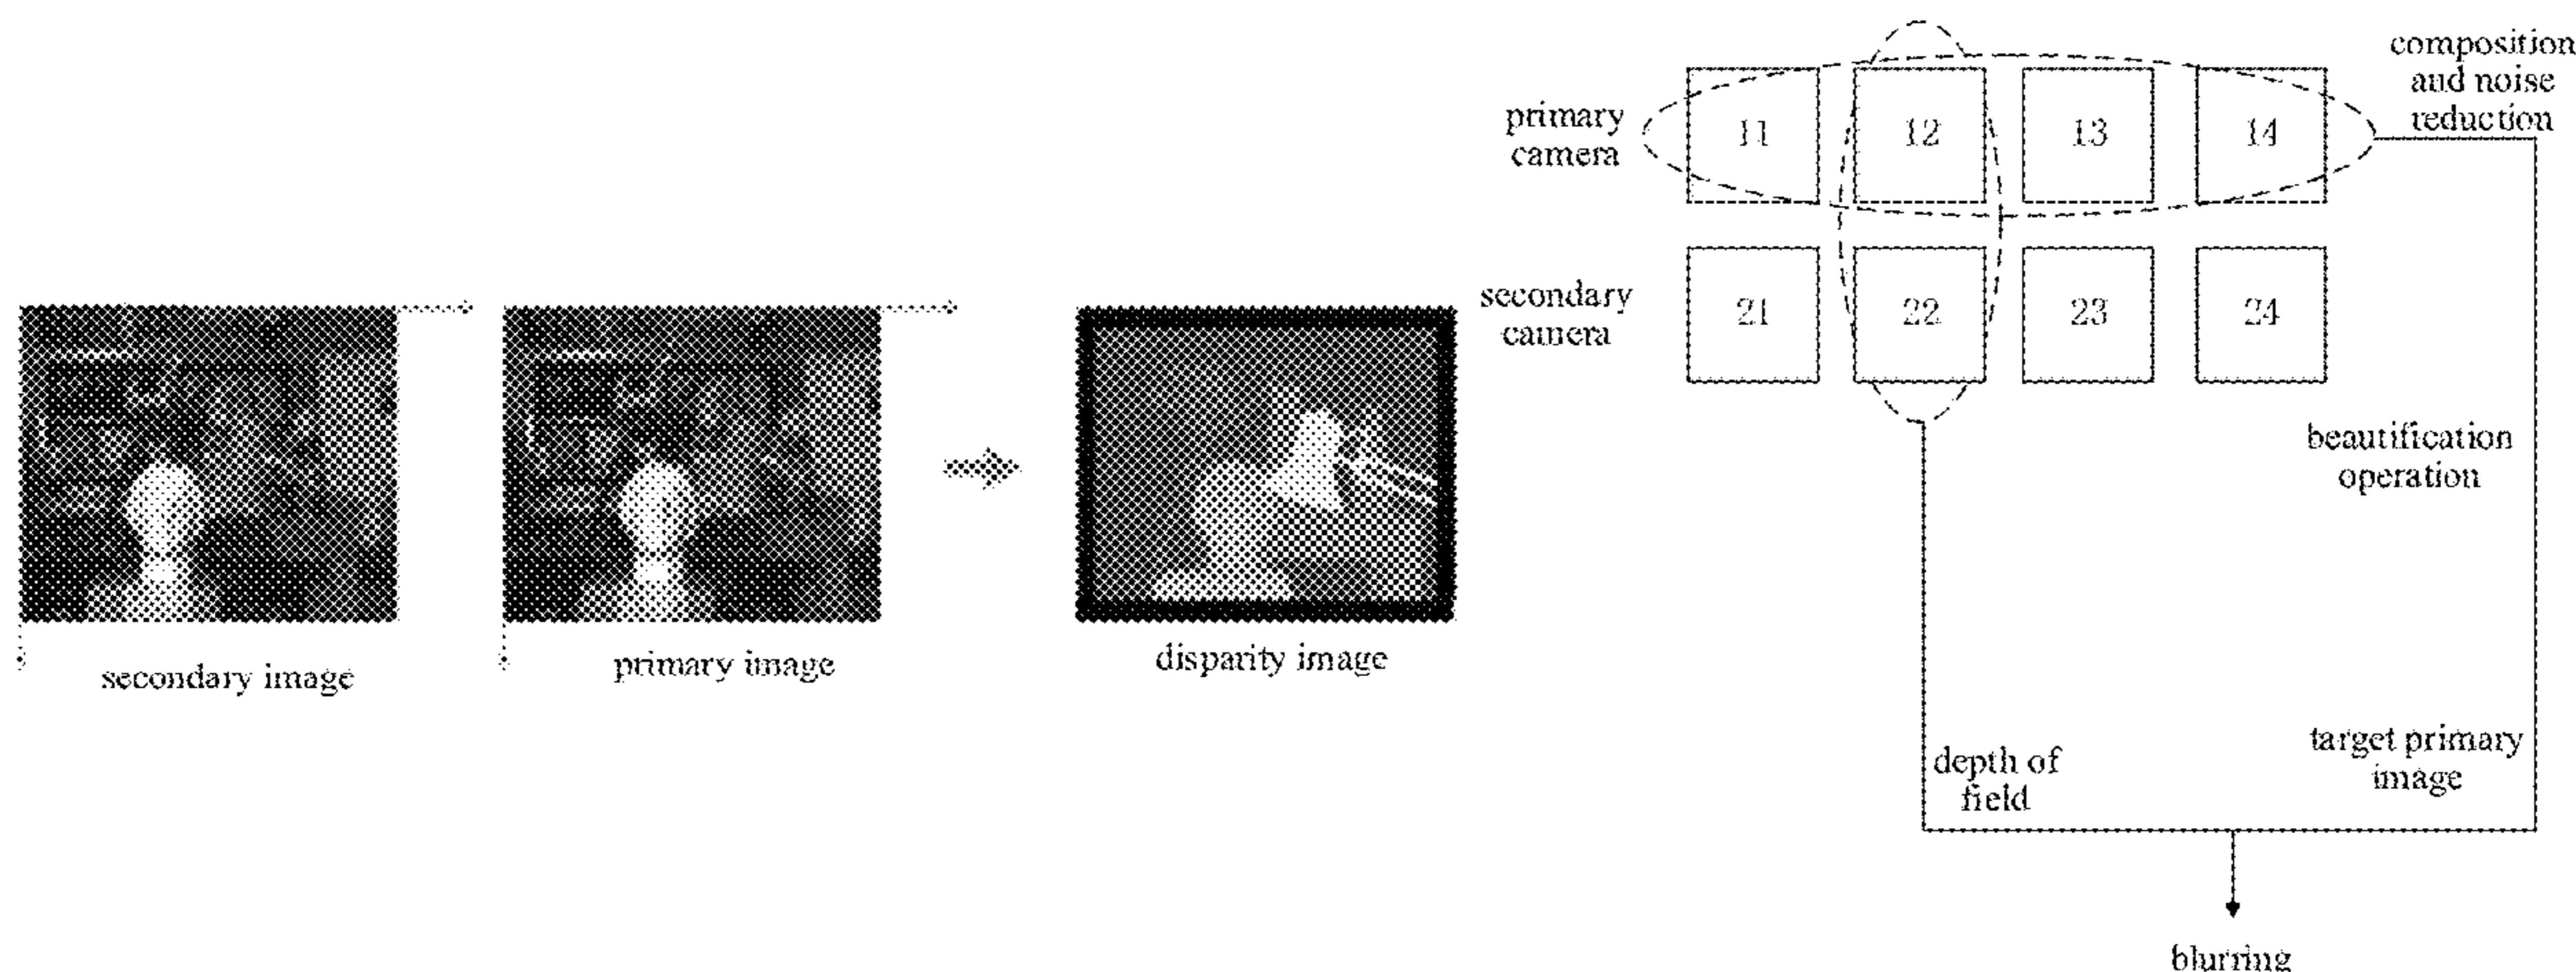 secondary image
primary image
disparity image
primary
camera
11
12
13
14
composition
and noise
reduction
secondary
camera
21
22
23
24
beautification
operation
depth of
field
target primary
image
blurring